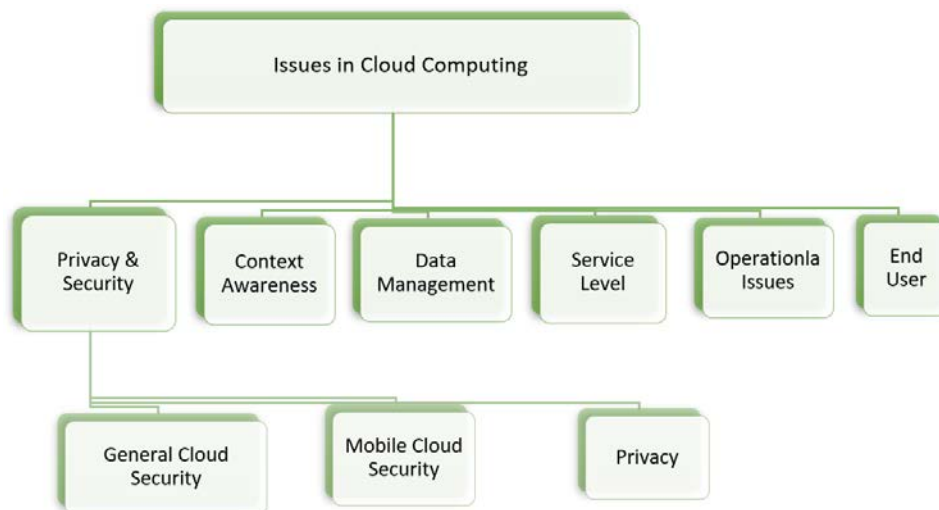 Issues in Cloud Computing
Privacy &
Security
Context
Awareness
Data
Management
Service
Level
Operationla
Issues
End
User
General Cloud
Security
Mobile Cloud
Security
Privacy